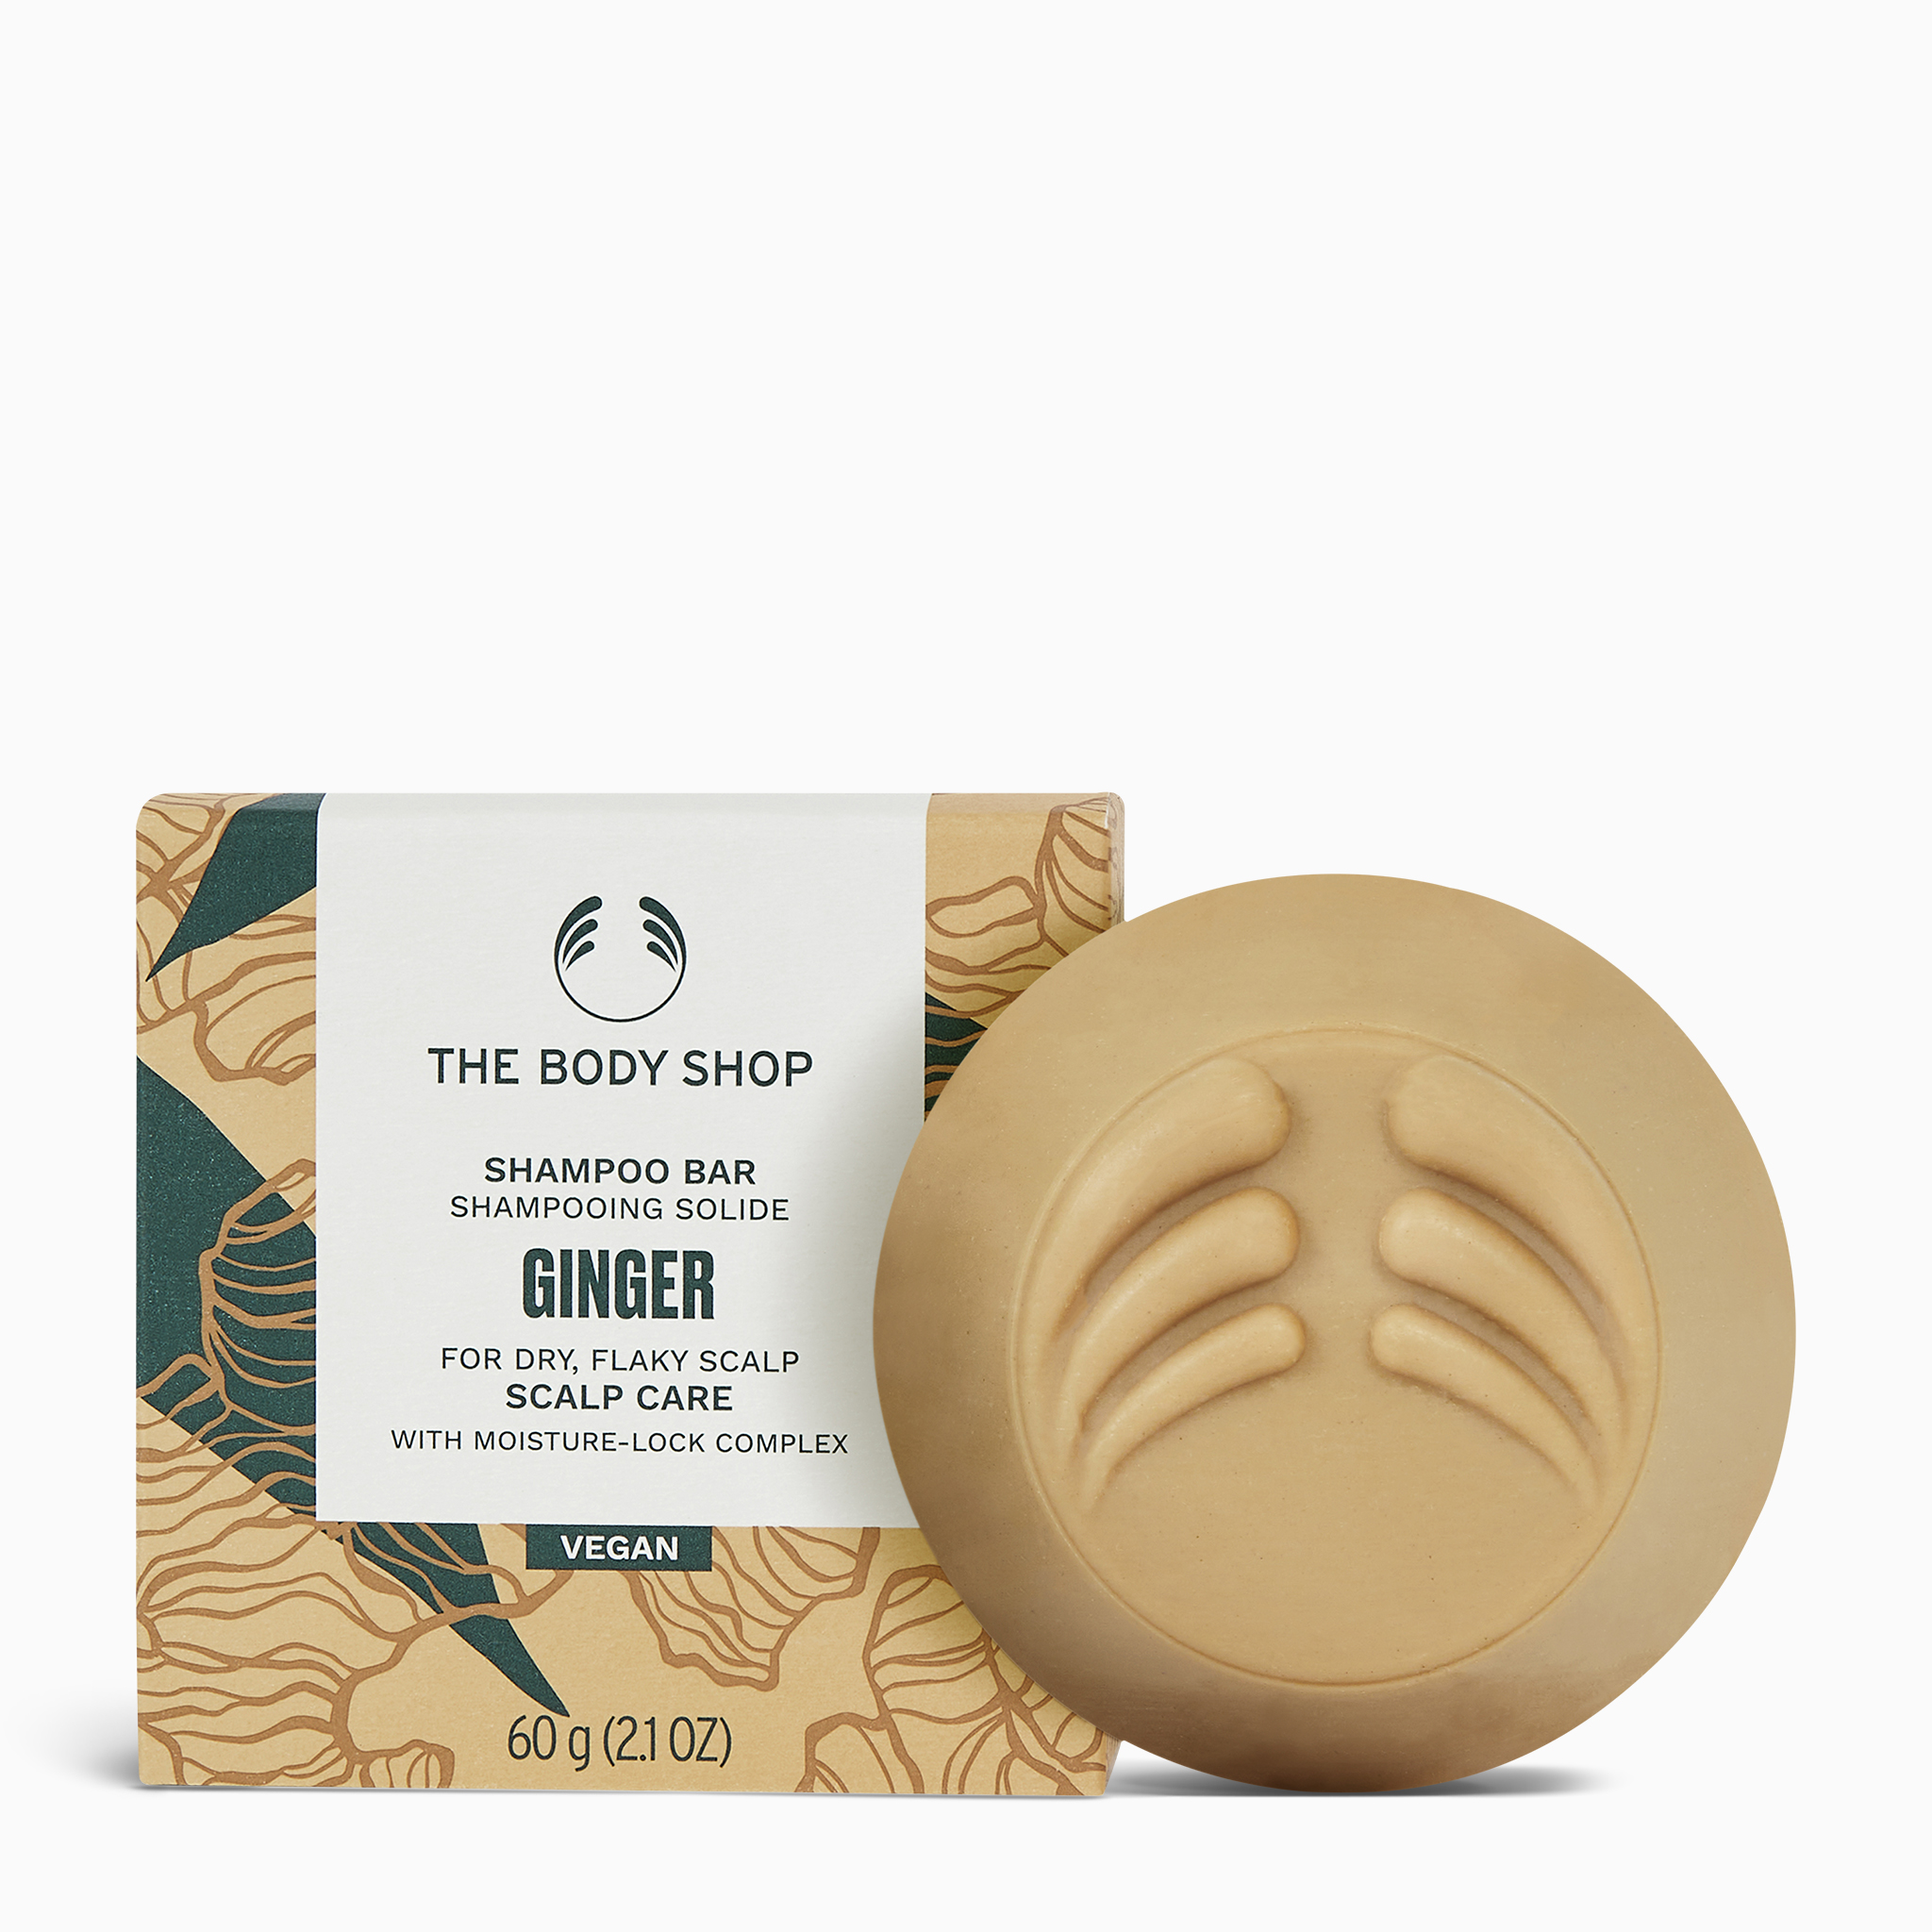 THE BODY SHOP
SHAMPOO BAR
SHAMPOOING SOLIDE
GINGER
FOR DRY, FLAKY SCALP
SCALP CARE
WITH MOISTURE-LOCK COMPLEX
VEGAN
60 g (2.1 OZ)